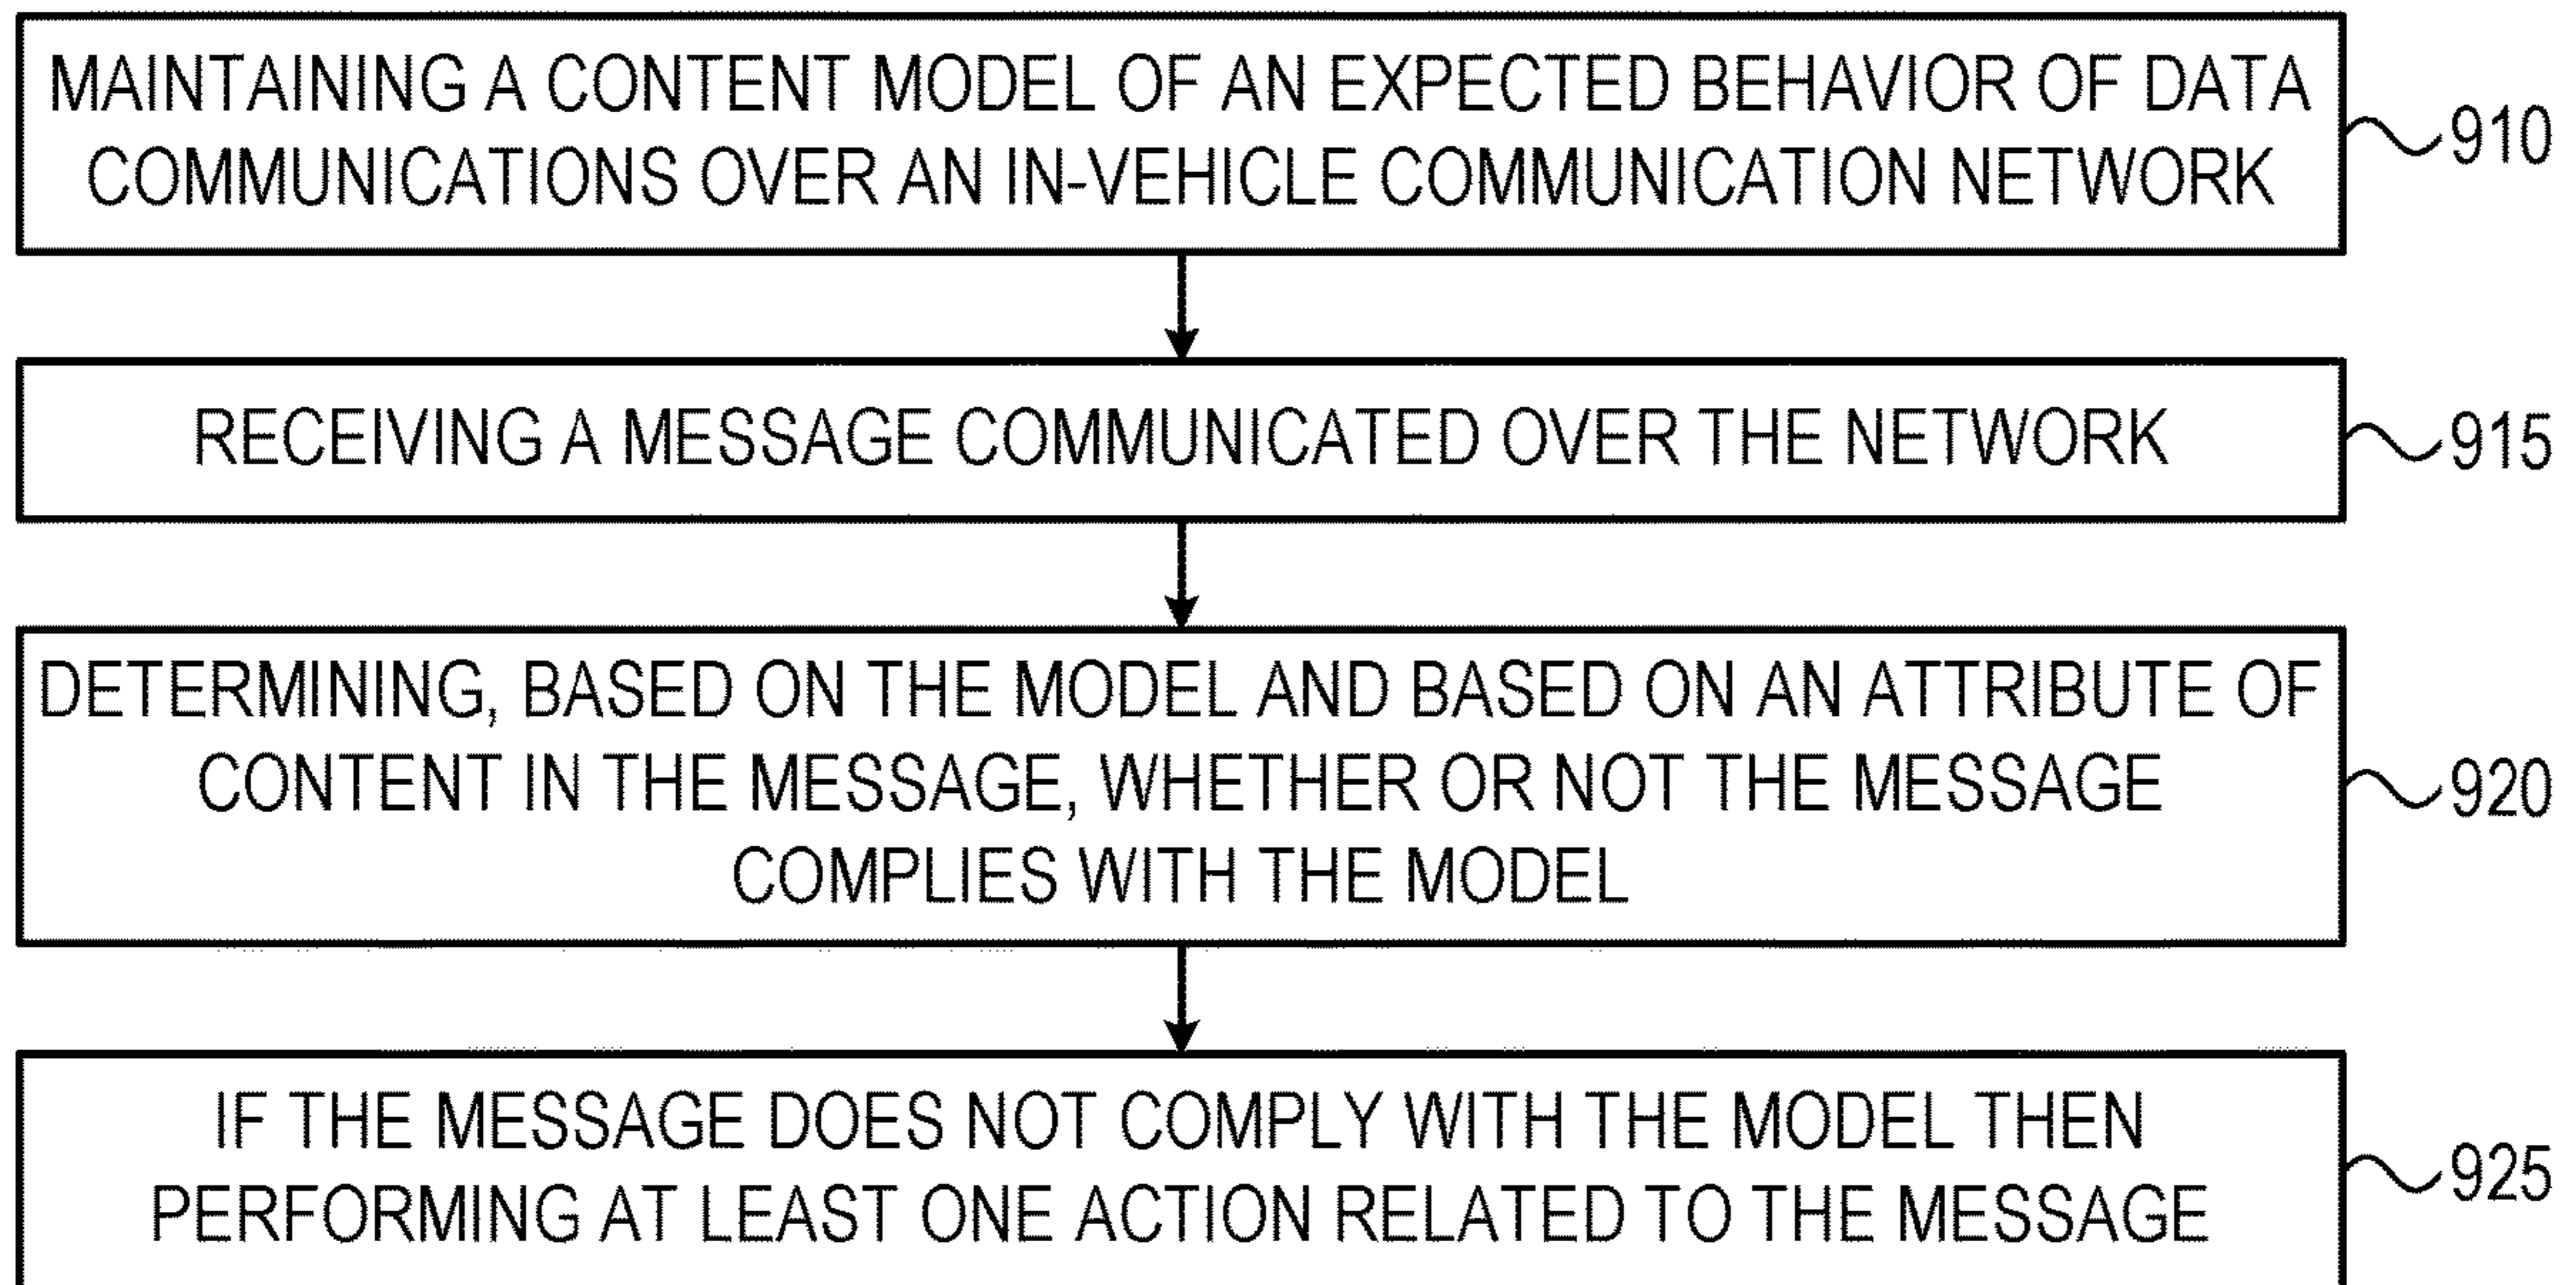 MAINTAINING A CONTENT MODEL OF AN EXPECTED BEHAVIOR OF DATA
COMMUNICATIONS OVER AN IN-VEHICLE COMMUNICATION NETWORK
910
RECEIVING A MESSAGE COMMUNICATED OVER THE NETWORK
915
DETERMINING, BASED ON THE MODEL AND BASED ON AN ATTRIBUTE OF
CONTENT IN THE MESSAGE, WHETHER OR NOT THE MESSAGE
COMPLIES WITH THE MODEL
920
IF THE MESSAGE DOES NOT COMPLY WITH THE MODEL THEN
PERFORMING AT LEAST ONE ACTION RELATED TO THE MESSAGE
925